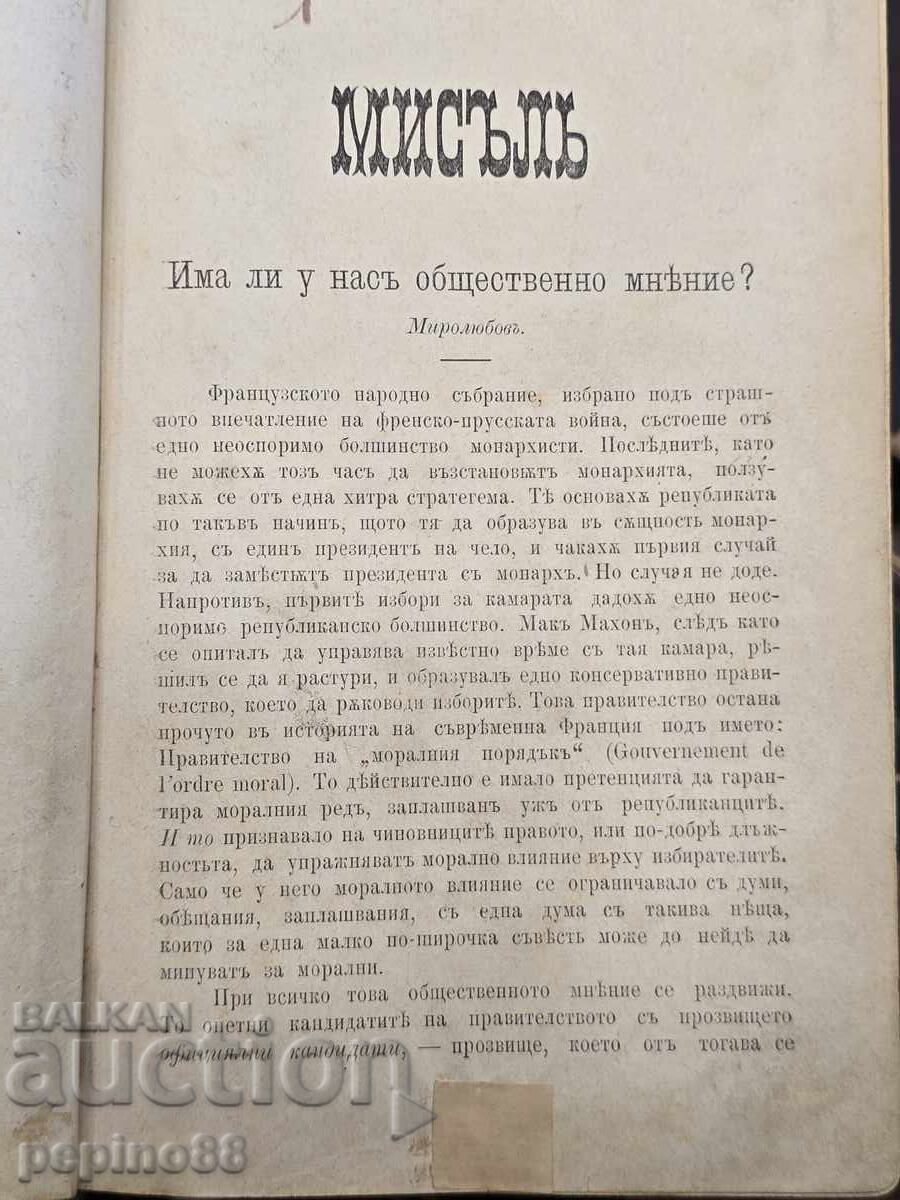 1
МИСЪЛЬ
Има ли у насъ обществено мнѣние?
Миролюбовъ.
Французското народно събрание, избрано подъ страш-
ното впечатление на френско-прусската война, състоеше отъ
едно неоспоримо болшинство монархисти. Послѣднитѣ, като
не можехѫ тозъ часъ да възстановѭтъ монархията, ползу-
вахѫ се отъ една хитра стратегема. Тѣ основахѫ републиката
по такъвъ начинъ, щото тя да образува въ сѫщность монар-
хия, съ единъ президентъ на чело, и чакахѫ първия случай
за да замѣстѭтъ президента съ монархъ. Но случая не доде.
Напротивъ, първитѣ избори за камарата дадохѫ едно неос-
поримо републиканско болшинство. Макъ Махонъ, слѣдъ като
се опиталъ да управява извѣстно врѣме съ тая камара, рѣ-
шилъ се да я растури, и образувалъ едно консервативно прави-
телство, което да рѫководи изборитѣ. Това правителство остана
прочуто въ историята на съврѣменна Франция подъ името:
Правителство на „моралния порядъкъ“ (Gouvernement de
l'ordre moral). То дѣйствително е имало претенцията да гаран-
тира моралния редъ, заплашванъ ужъ отъ републиканцитѣ.
И то признавало на чиновницитѣ правото, или по-добрѣ длъж-
ностьта, да упражняватъ морално влияние върху избирателитѣ.
Само че у него моралното влияние се ограничавало съ думи,
обѣщания, заплашвания, съ една дума съ такива нѣща,
които за една малко по-широчка съвѣсть може до нейдѣ да
минуватъ за морални.
При всичко това общественното мнѣние се раздвижи.
То опетни кандидатитѣ на правителството съ прозвището
официялни кандидати, — прозвище, което отъ тогава се
BALKAN
auction
pepino88